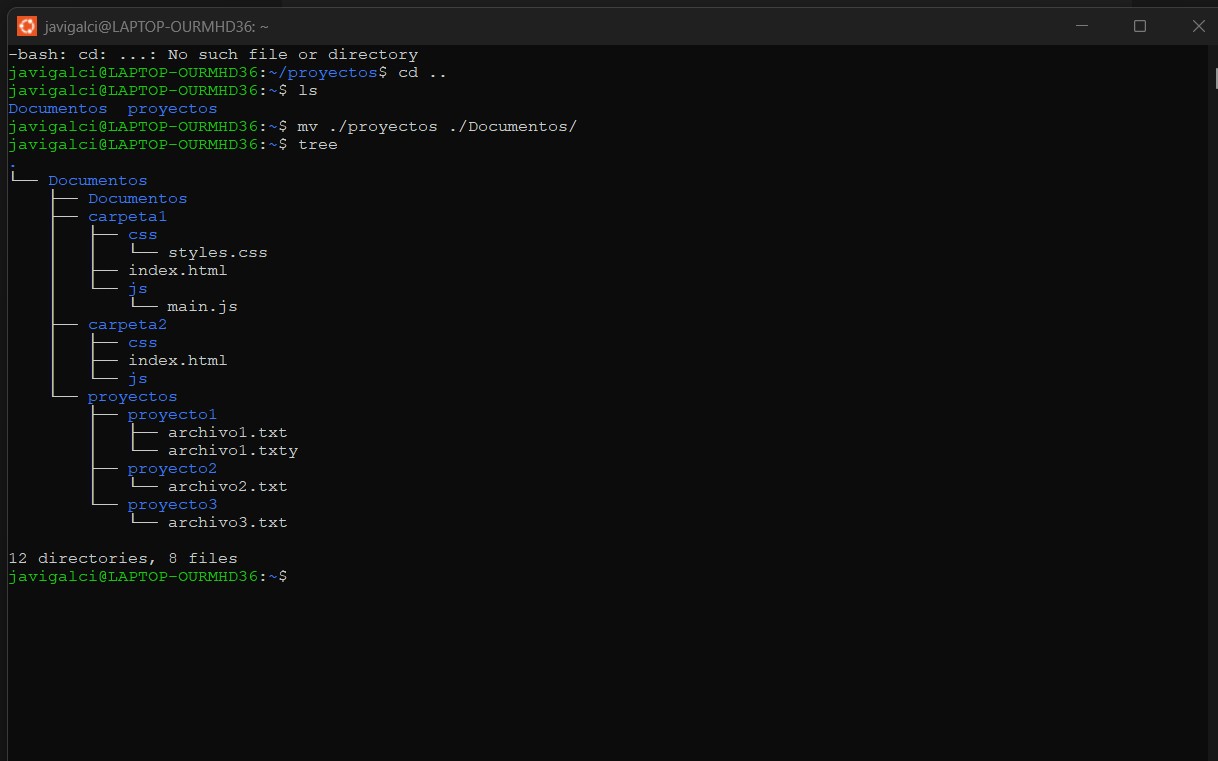 javigalci@LAPTOP-OURMHD36: ~
-bash: cd: ...: No such file or directory
javigalci@LAPTOP-OURMHD36:~/proyectos$ cd ..
javigalci@LAPTOP-OURMHD36:~$ ls
Documentos  proyectos
javigalci@LAPTOP-OURMHD36:~$ mv ./proyectos ./Documentos/
javigalci@LAPTOP-OURMHD36:~$ tree
.
└── Documentos
    ├── Documentos
    ├── carpeta1
    │   ├── css
    │   │   └── styles.css
    │   ├── index.html
    │   └── js
    │       └── main.js
    ├── carpeta2
    │   ├── css
    │   ├── index.html
    │   └── js
    └── proyectos
        ├── proyecto1
        │   ├── archivo1.txt
        │   └── archivo1.txty
        ├── proyecto2
        │   └── archivo2.txt
        └── proyecto3
            └── archivo3.txt

12 directories, 8 files
javigalci@LAPTOP-OURMHD36:~$